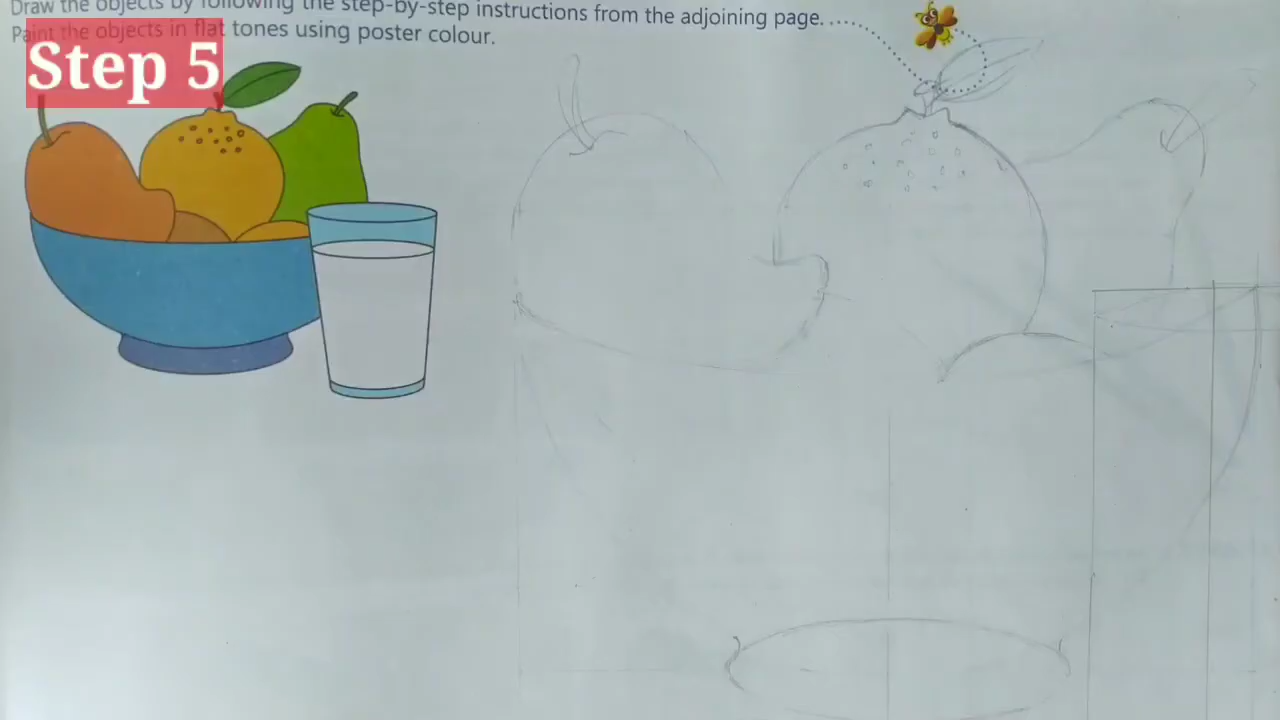 Draw the objects by following the step-by-step instructions from the adjoining page.
Paint the objects in flat tones using poster colour.
Step 5